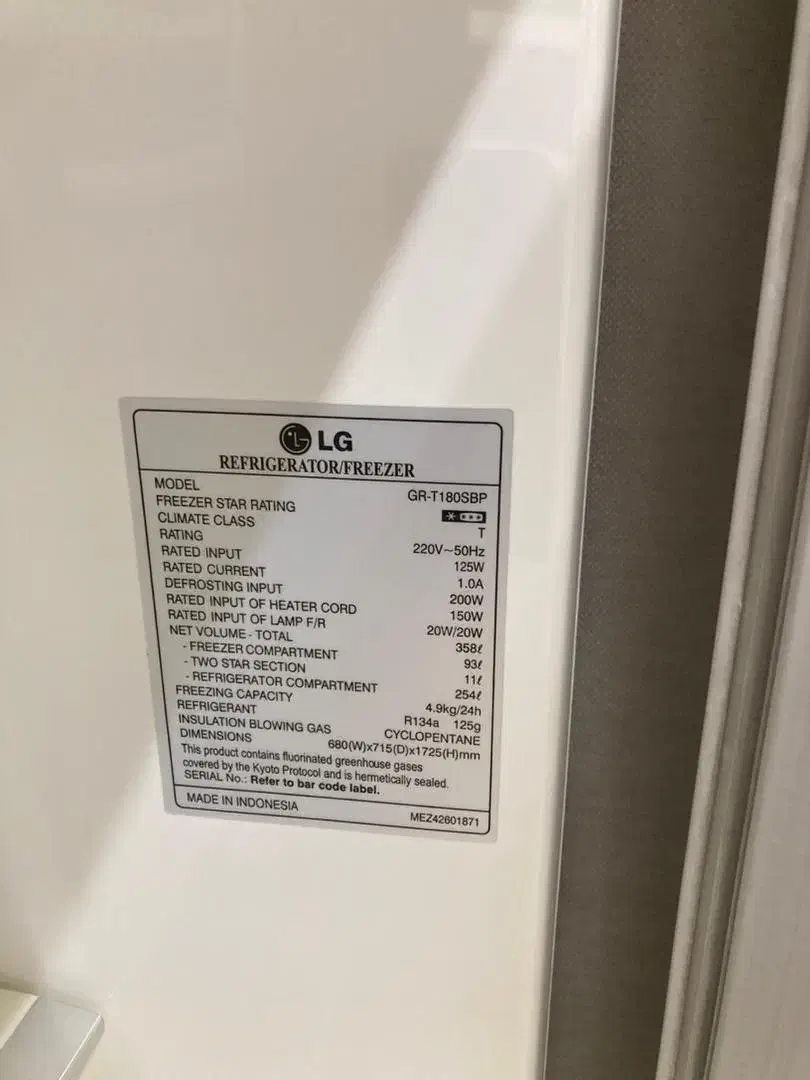 LG
REFRIGERATOR/FREEZER
MODEL GR-T180SBP
FREEZER STAR RATING
CLIMATE CLASS T
RATING 220V~50Hz
RATED INPUT 125W
RATED CURRENT 1.0A
DEFROSTING INPUT 200W
RATED INPUT OF HEATER CORD 150W
RATED INPUT OF LAMP F/R 20W/20W
NET VOLUME - TOTAL 358ℓ
- FREEZER COMPARTMENT 93ℓ
- TWO STAR SECTION 11ℓ
- REFRIGERATOR COMPARTMENT 254ℓ
FREEZING CAPACITY 4.9kg/24h
REFRIGERANT R134a 125g
INSULATION BLOWING GAS CYCLOPENTANE
DIMENSIONS 680(W)x715(D)x1725(H)mm
This product contains fluorinated greenhouse gases
covered by the Kyoto Protocol and is hermetically sealed.
SERIAL No.: Refer to bar code label.
MADE IN INDONESIA MEZ42601871